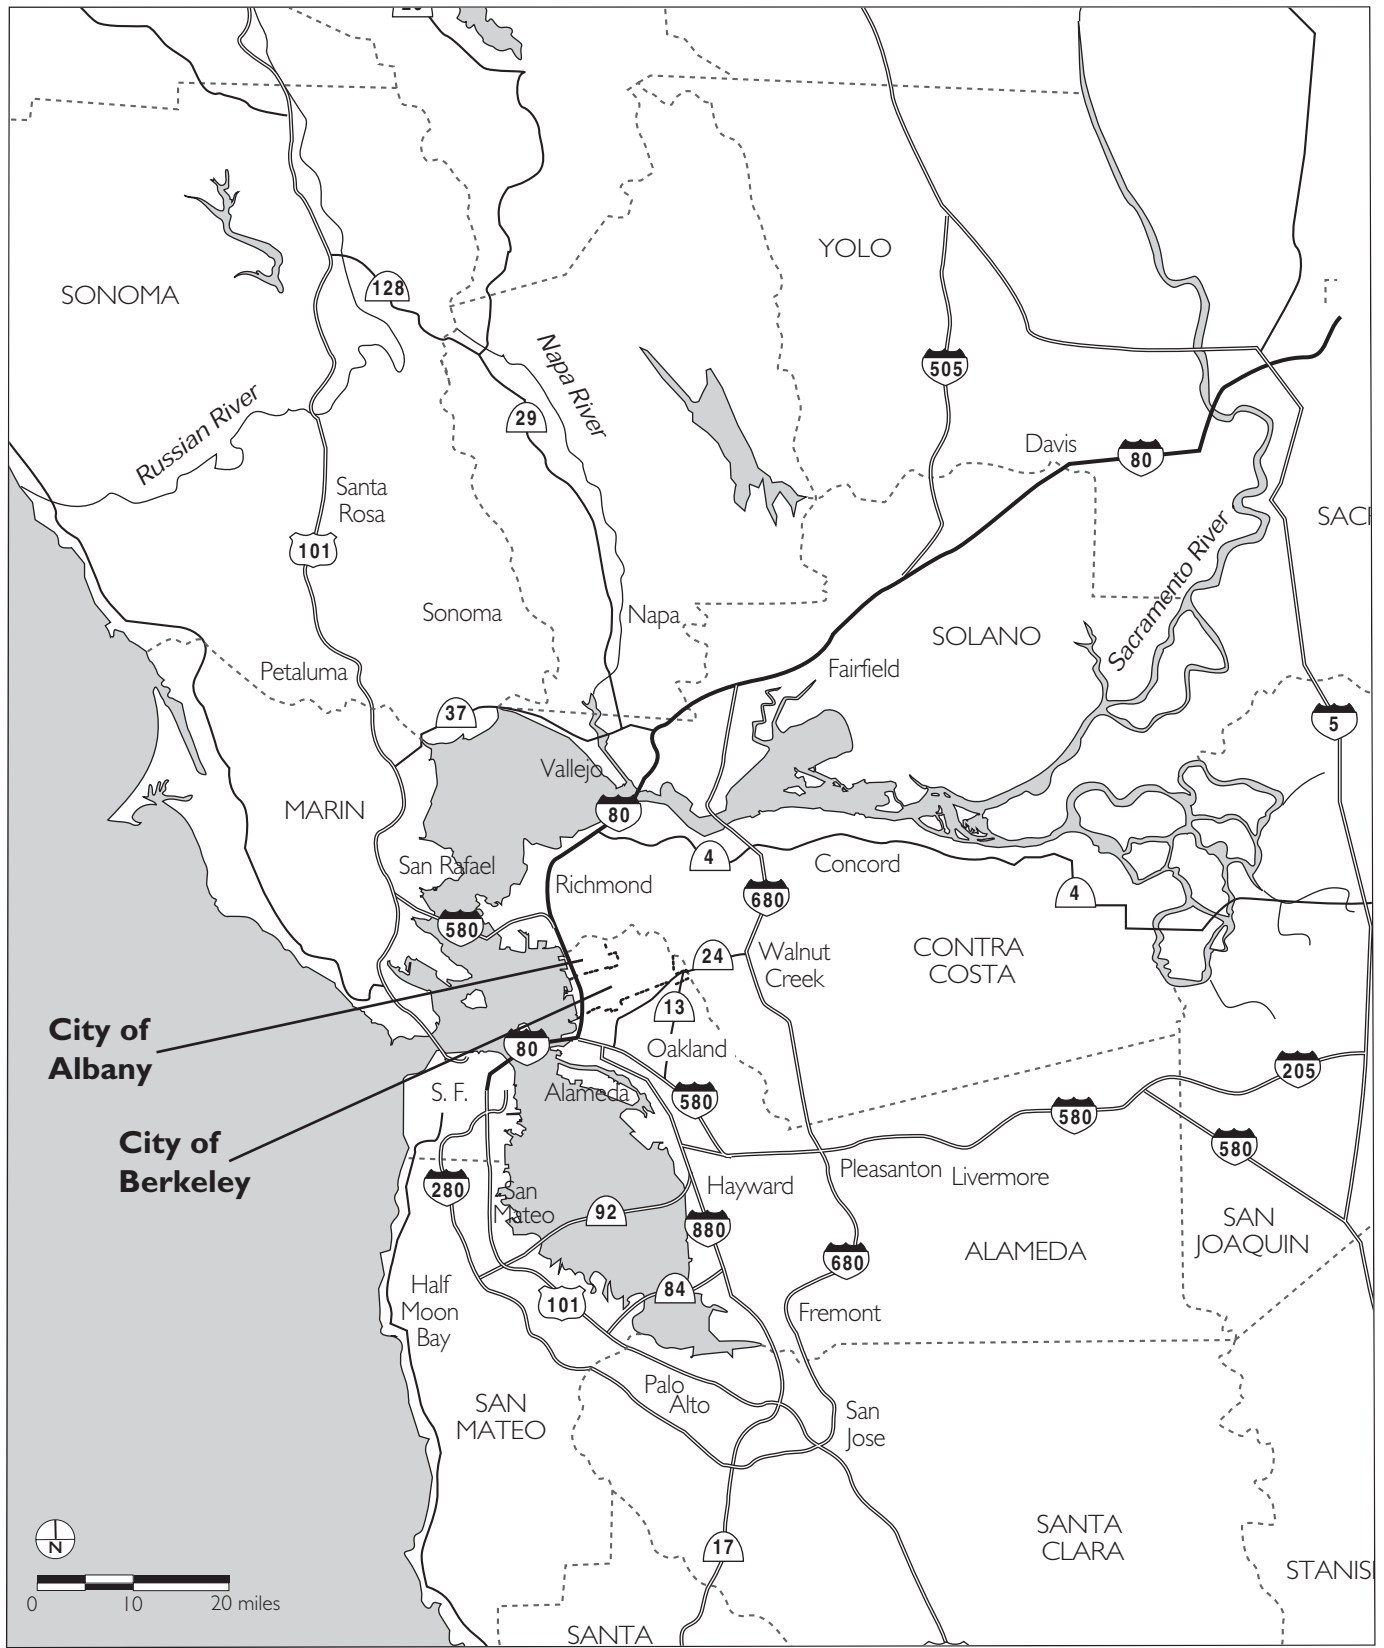 YOLO
SONOMA
128
Napa River
505
Russian River
29
Davis
80
Santa
Rosa
SAC
101
Sacramento River
Sonoma
Napa
SOLANO
Petaluma
Fairfield
37
5
Vallejo
MARIN
80
4
Concord
San Rafael
Richmond
680
4
580
24
Walnut
Creek
CONTRA
COSTA
13
City of
Albany
80
Oakland
205
S. F.
Alameda
580
580
City of
Berkeley
580
Pleasanton
Livermore
280
San
Mateo
Hayward
92
880
SAN
JOAQUIN
ALAMEDA
680
Half
Moon
Bay
84
101
Fremont
Palo
Alto
SAN
MATEO
San
Jose
SANTA
CLARA
N
17
STANIS
0 10 20 miles
SANTA